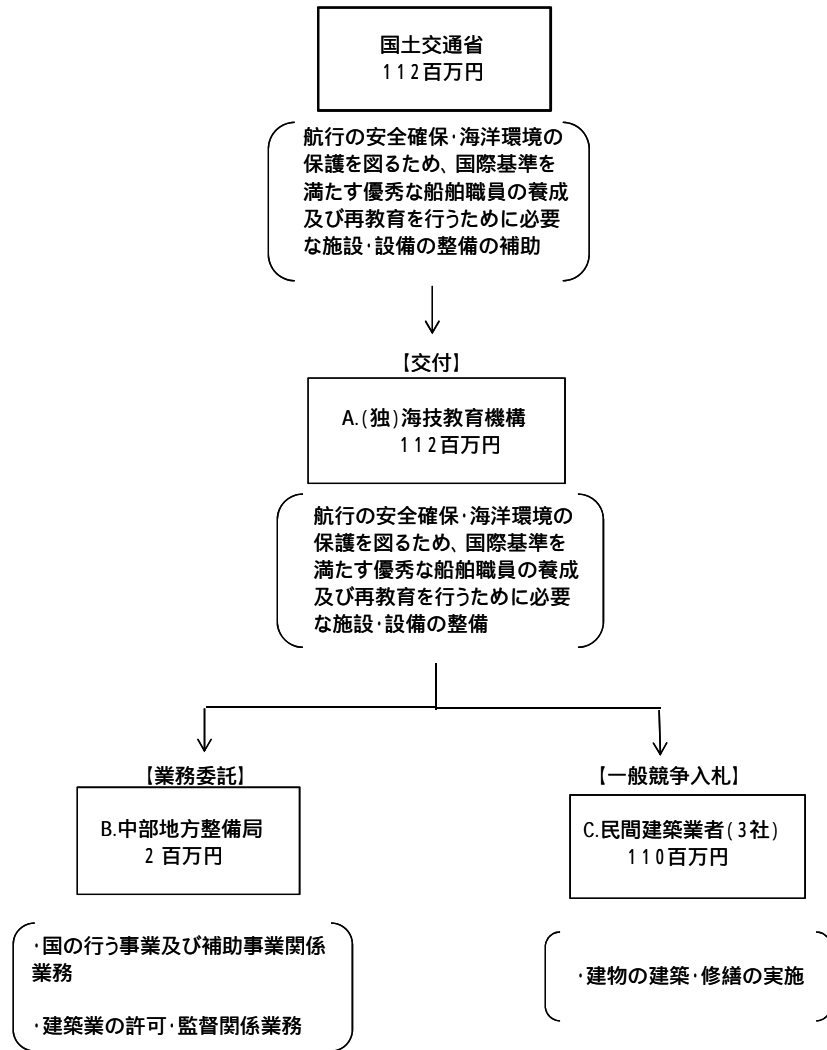 国土交通省
112百万円
航行の安全確保・海洋環境の
保護を図るため、国際基準を
満たす優秀な船舶職員の養成
及び再教育を行うために必要
な施設・設備の整備の補助
【交付】
A.(独)海技教育機構
112百万円
航行の安全確保・海洋環境の
保護を図るため、国際基準を
満たす優秀な船舶職員の養成
及び再教育を行うために必要
な施設・設備の整備
【業務委託】
B.中部地方整備局
2百万円
・国の行う事業及び補助事業関係
業務
・建築業の許可・監督関係業務
【一般競争入札】
C.民間建築業者(3社)
110百万円
・建物の建築・修繕の実施